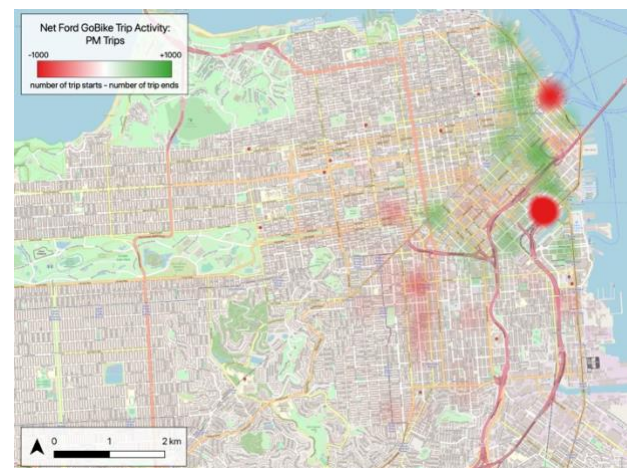 Net Ford GoBike Trip Activity:
PM Trips
-1000 +1000
number of trip starts – number of trip ends
0 1 2 km